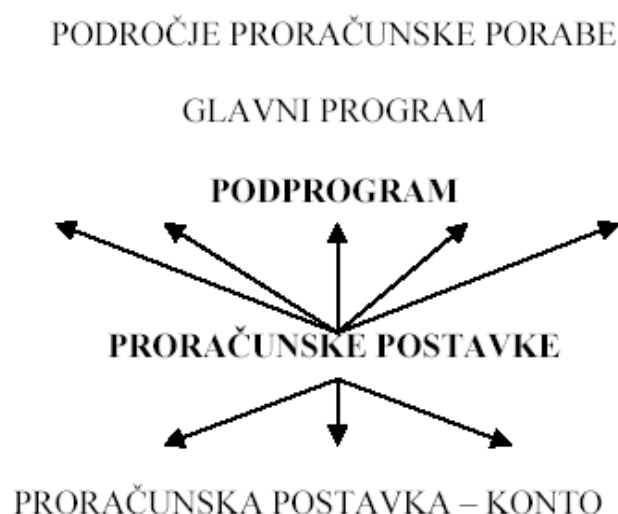 PODROČJE PRORAČUNSKE PORABE
GLAVNI PROGRAM
PODPROGRAM
PRORAČUNSKE POSTAVKE
PRORAČUNSKA POSTAVKA – KONTO